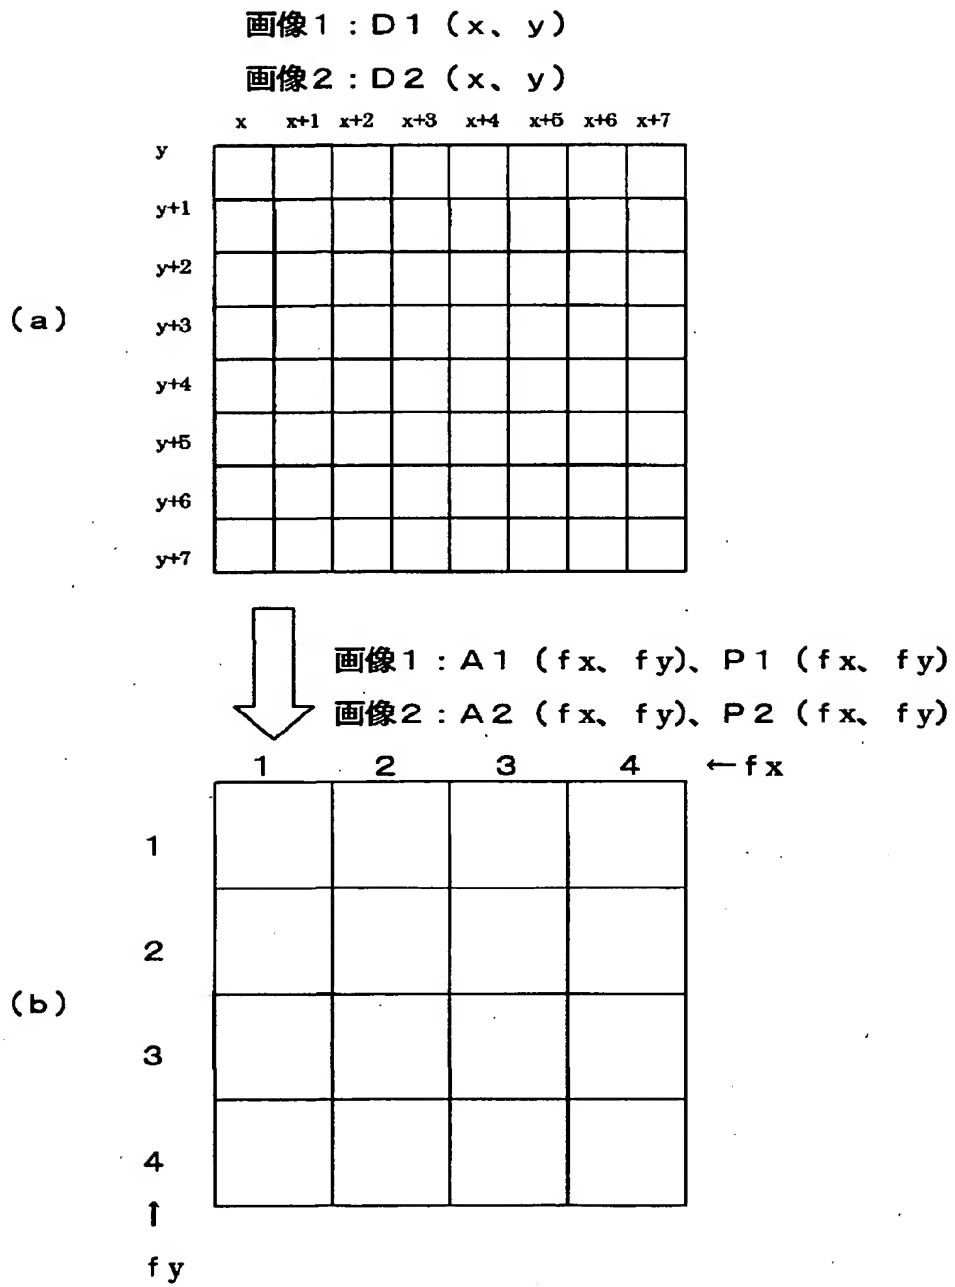 画像1:D1(x、y)
画像2:D2(x、y)
x x+1 x+2 x+3 x+4 x+5 x+6 x+7
y
y+1
y+2
(a)
y+3
y+4
y+5
y+6
y+7
画像1:A1(fx、fy)、P1(fx、fy)
画像2:A2(fx、fy)、P2(fx、fy)
1 2 3 4 ←fx
1
2
(b)
3
4
↑
fy